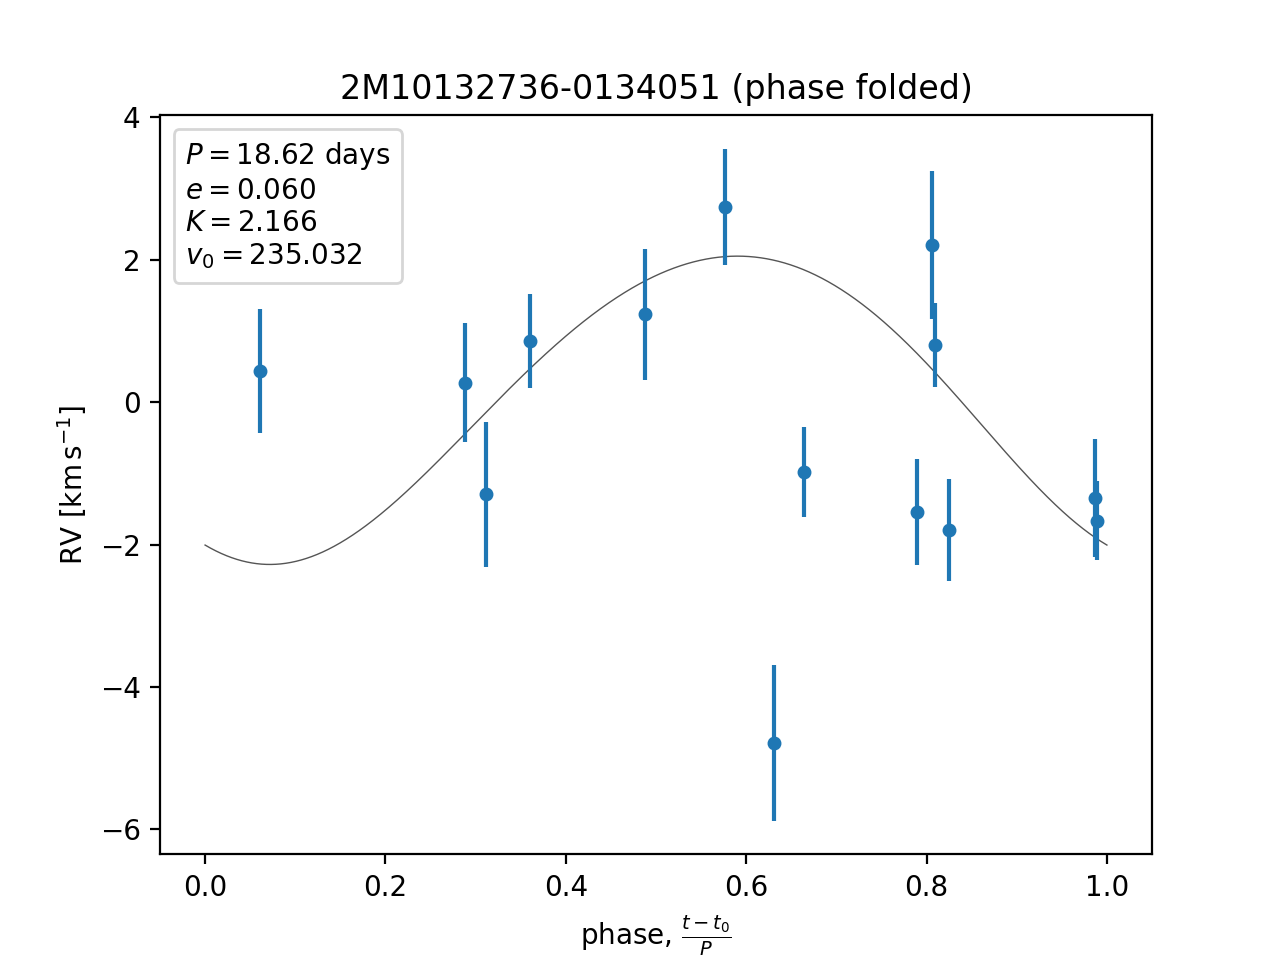 2M10132736-0134051 (phase folded)
P = 18.62 days
e = 0.060
K = 2.166
v₀ = 235.032
4
2
0
−2
−4
−6
RV [km s⁻¹]
0.0 0.2 0.4 0.6 0.8 1.0
phase, (t − t₀)/P